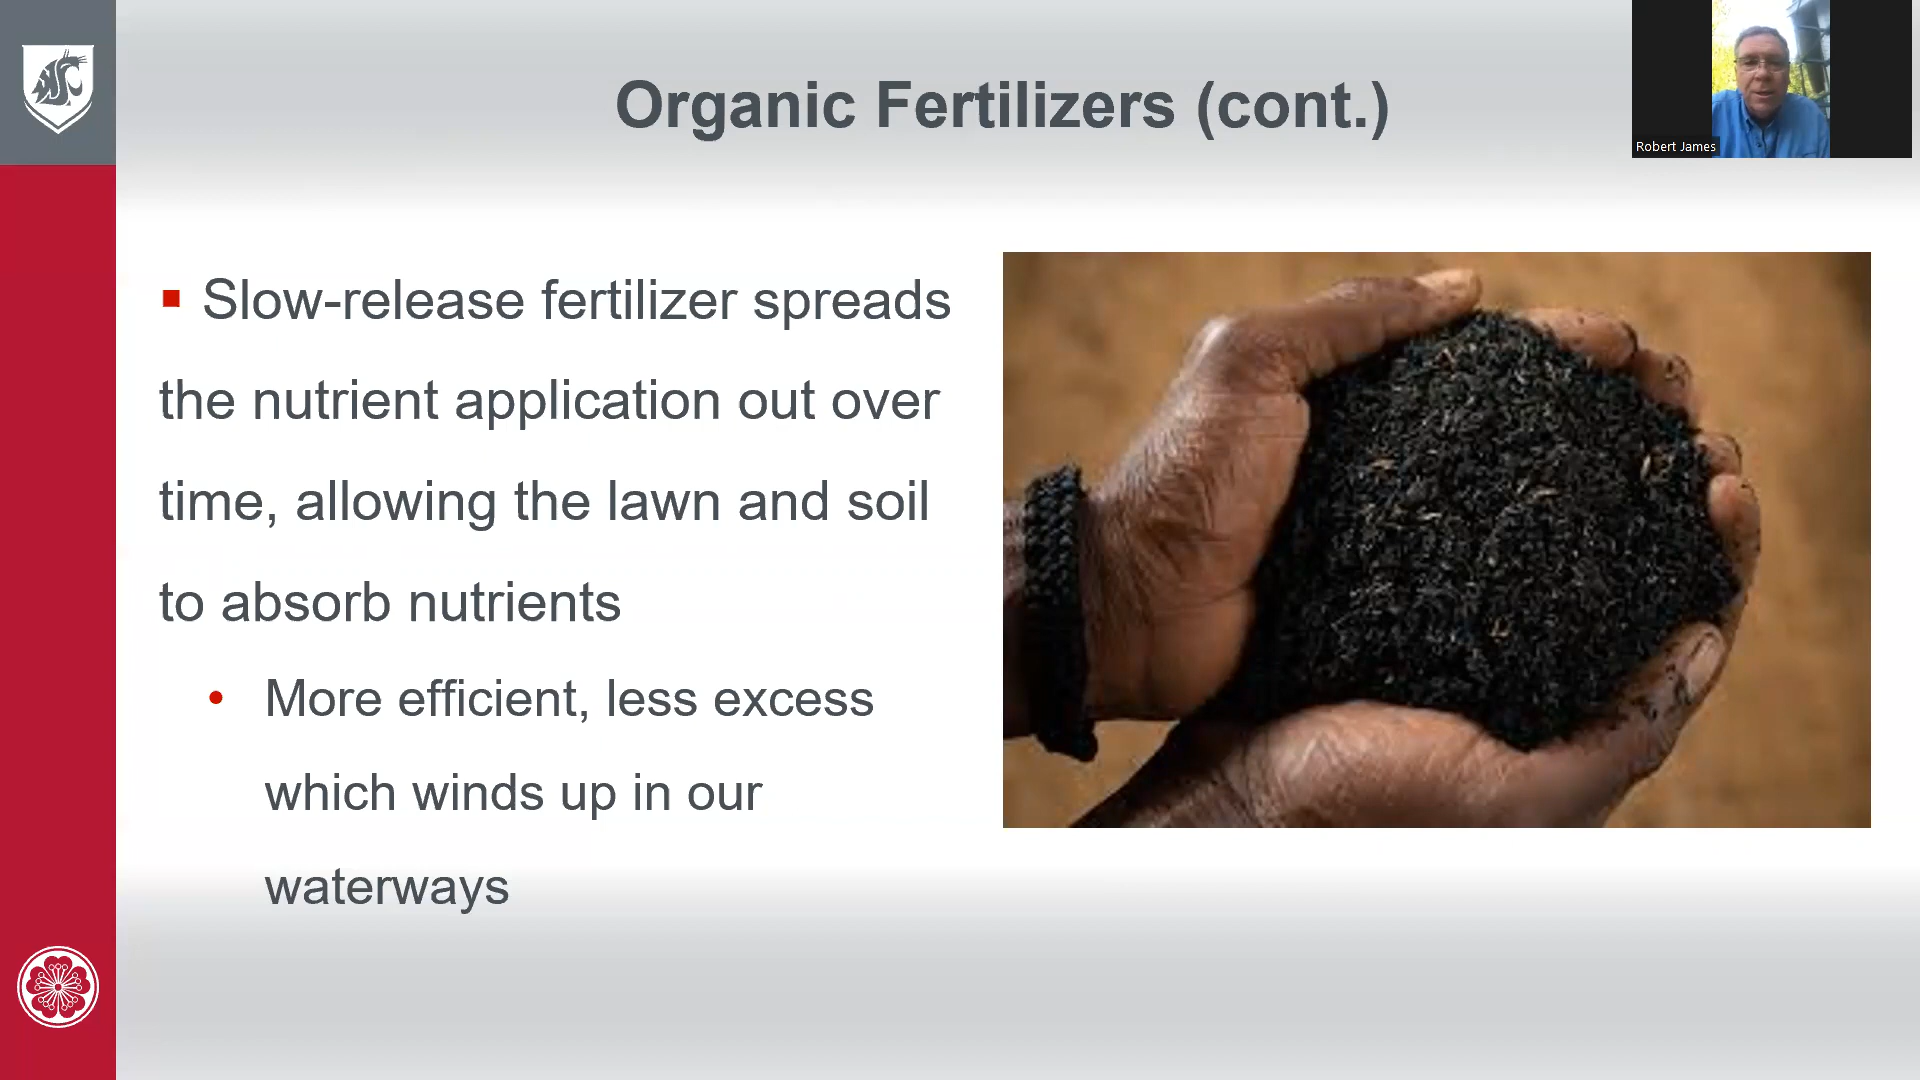 Organic Fertilizers (cont.)
Robert James
Slow-release fertilizer spreads
the nutrient application out over
time, allowing the lawn and soil
to absorb nutrients
More efficient, less excess
which winds up in our
waterways